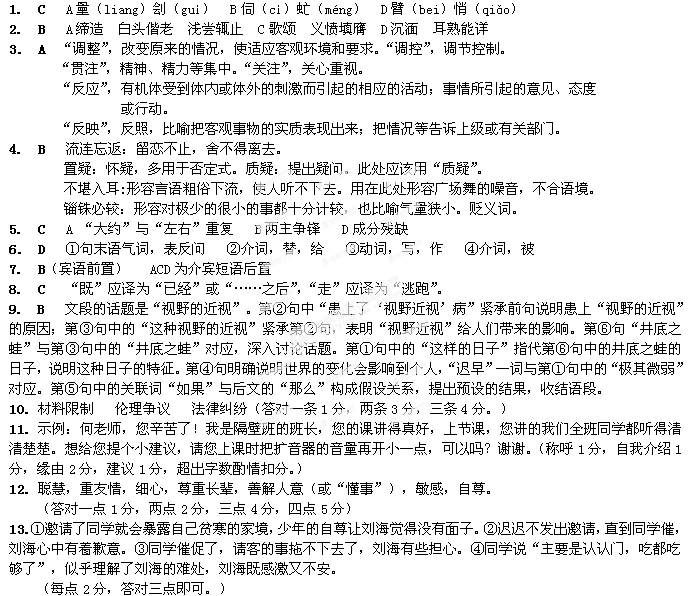 1. C A量（liang）刽（gui） B伺（ci）虻（méng） D臂（bei）悄（qiǎo）
2. B A缔造 白头偕老 浅尝辄止 C歌颂 义愤填膺 D沉湎 耳熟能详
3. A “调整”，改变原来的情况，使适应客观环境和要求。“调控”，调节控制。
“贯注”，精神、精力等集中。“关注”，关心重视。
“反应”，有机体受到体内或体外的刺激而引起的相应的活动；事情所引起的意见、态度
或行动。
“反映”，反照，比喻把客观事物的实质表现出来；把情况等告诉上级或有关部门。
4. B 流连忘返：留恋不止，舍不得离去。
置疑：怀疑，多用于否定式。质疑：提出疑问。此处应该用“质疑”。
不堪入耳:形容言语粗俗下流，使人听不下去。用在此处形容广场舞的噪音，不合语境。
锱铢必较：形容对极少的很小的事都十分计较，也比喻气量狭小。贬义词。
5. C A “大约”与“左右”重复 B两主争锋 D成分残缺
6. D ①句末语气词，表反问 ②介词，替，给 ③动词，写，作 ④介词，被
7. B（宾语前置） ACD为介宾短语后置
8. C “既”应译为“已经”或“……之后”，“走”应译为“逃跑”。
9. B 文段的话题是“视野的近视”。第②句中“患上了‘视野近视’病”紧承前句说明患上“视野的近视”
的原因；第③句中的“这种视野的近视”紧承第②句，表明“视野近视”给人们带来的影响。第⑥句“井底之
蛙”与第③句中的“井底之蛙”对应，深入讨论话题。第①句中的“这样的日子”指代第⑥句中的井底之蛙的
日子，说明这种日子的特征。第④句明确说明世界的变化会影响到个人，“迟早”一词与第①句中的“极其微弱”
对应。第⑤句中的关联词“如果”与后文的“那么”构成假设关系，提出预设的结果，收结语段。
10. 材料限制 伦理争议 法律纠纷（答对一条1分，两条3分，三条4分。）
11. 示例：何老师，您辛苦了！我是隔壁班的班长，您的课讲得真好，上节课，您讲的我们全班同学都听得清
清楚楚。想给您提个小建议，请您上课时把扩音器的音量再开小一点，可以吗？谢谢。（称呼1分，自我介绍1
分，缘由2分，建议1分，超出字数酌情扣分。）
12. 聪慧，重友情，细心，尊重长辈，善解人意（或“懂事”），敏感，自尊。
（答对一点1分，两点2分，三点4分，四点5分）
13.①邀请了同学就会暴露自己贫寒的家境，少年的自尊让刘海觉得没有面子。②迟迟不发出邀请，直到同学催，
刘海心中有着歉意。③同学催促了，请客的事拖不下去了，刘海有些担心。④同学说“主要是认认门，吃都吃
够了”，似乎理解了刘海的难处，刘海既感激又不安。
（每点2分，答对三点即可。）